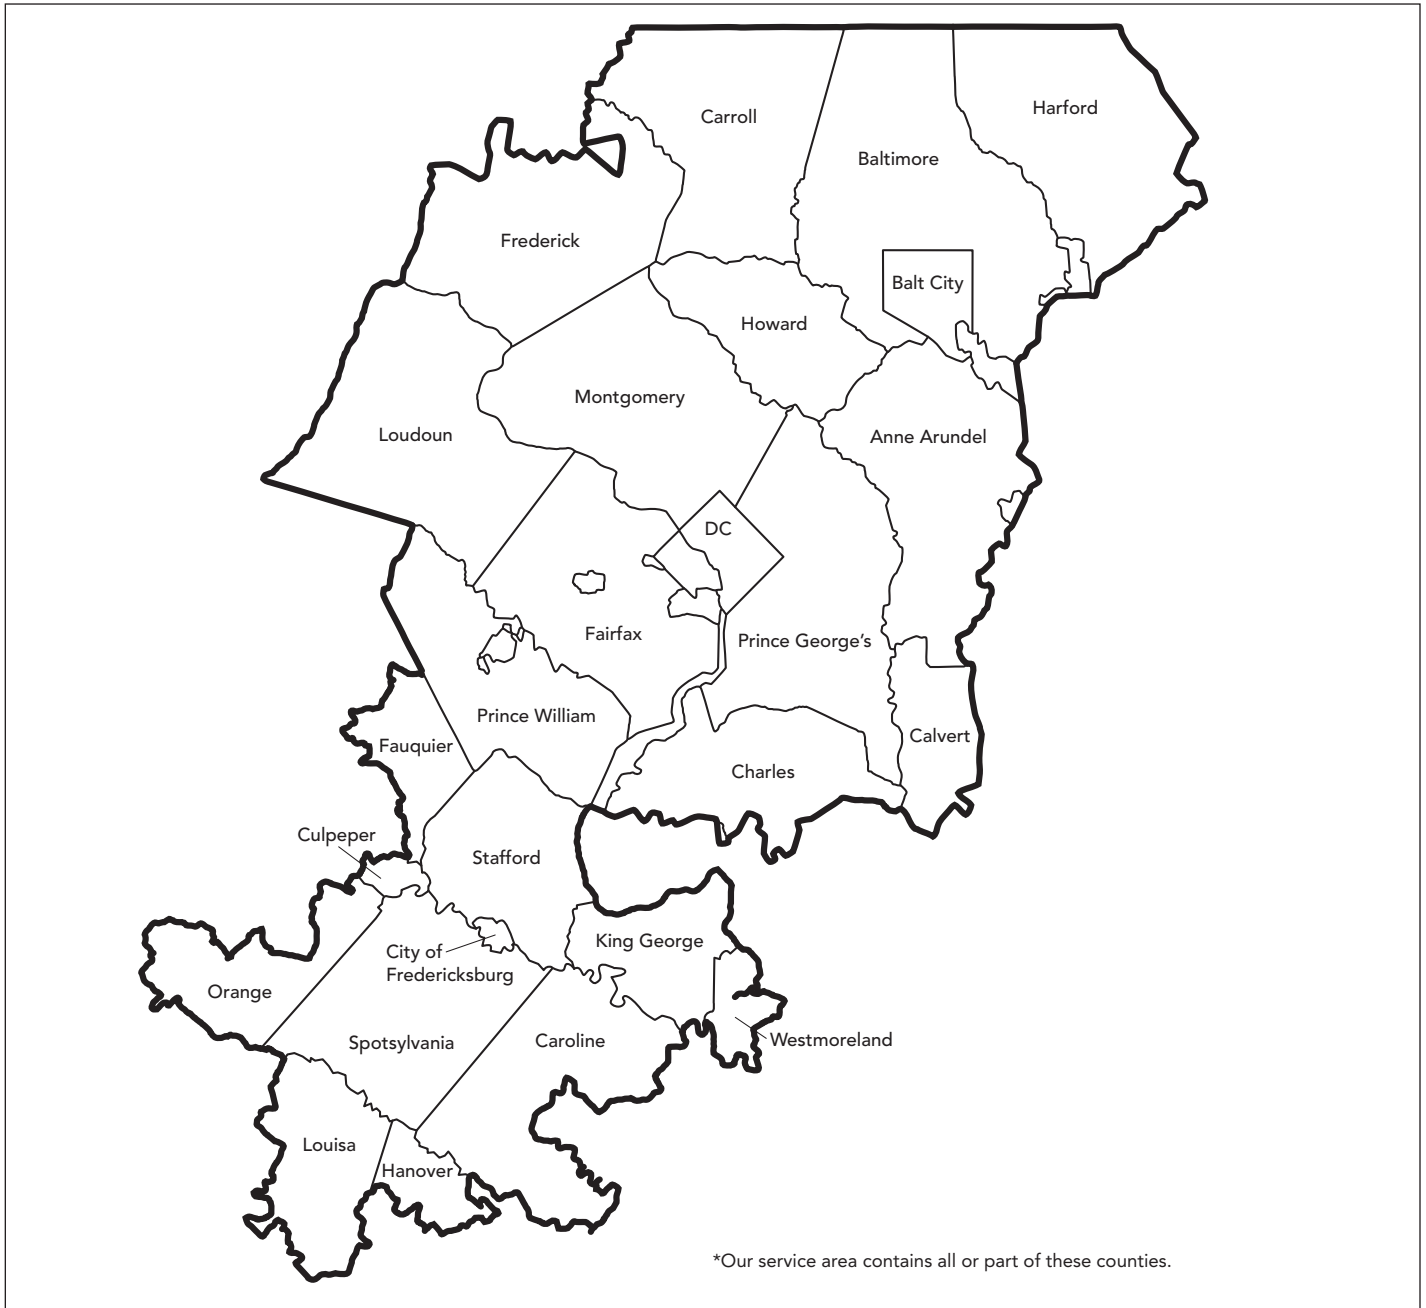 Harford
Carroll
Baltimore
Frederick
Balt City
Howard
Montgomery
Loudoun
Anne Arundel
DC
Fairfax
Prince George’s
Prince William
Calvert
Fauquier
Charles
Culpeper
Stafford
King George
City of
Fredericksburg
Orange
Westmoreland
Spotsylvania
Caroline
Louisa
Hanover
*Our service area contains all or part of these counties.